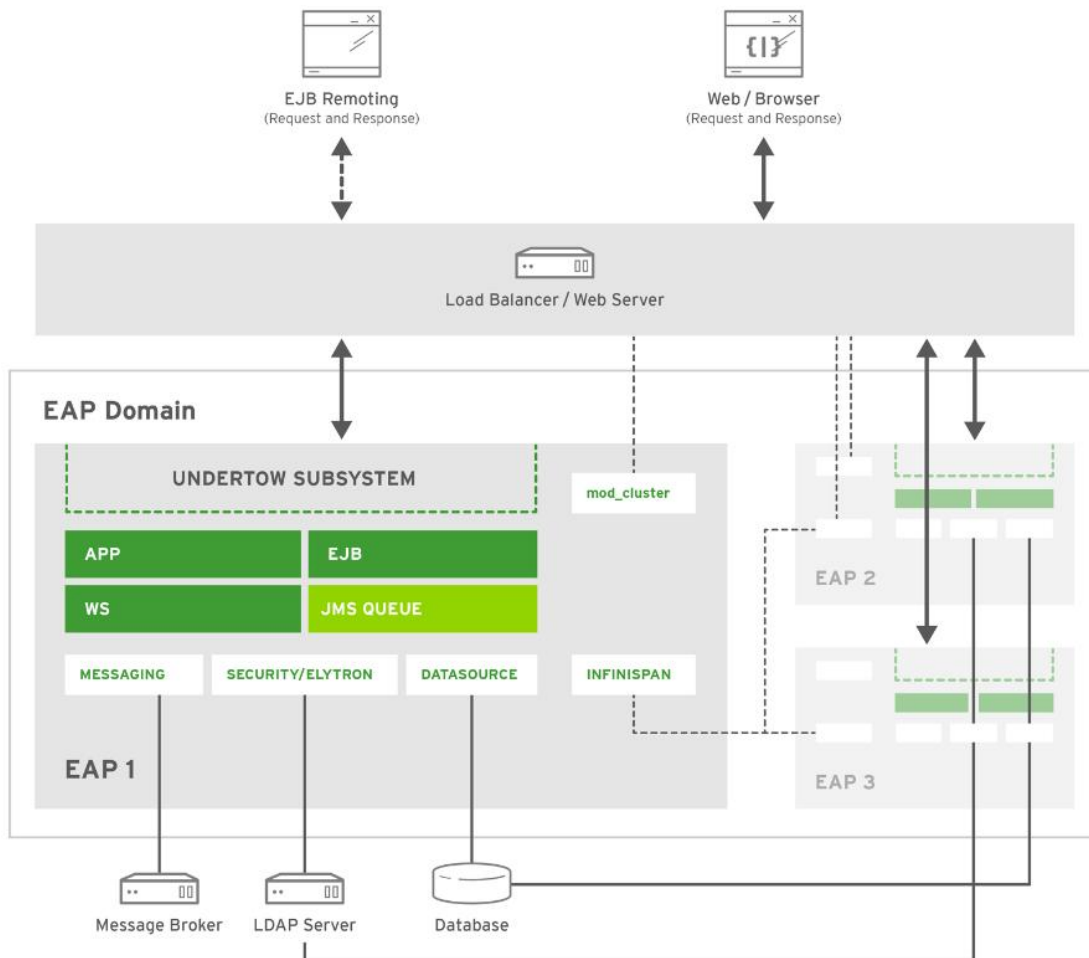 EJB Remoting
(Request and Response)
Web / Browser
(Request and Response)
{|}
Load Balancer / Web Server
EAP Domain
UNDERTOW SUBSYSTEM
mod_cluster
APP
EJB
WS
JMS QUEUE
MESSAGING
SECURITY/ELYTRON
DATASOURCE
INFINISPAN
EAP 1
EAP 2
EAP 3
Message Broker
LDAP Server
Database